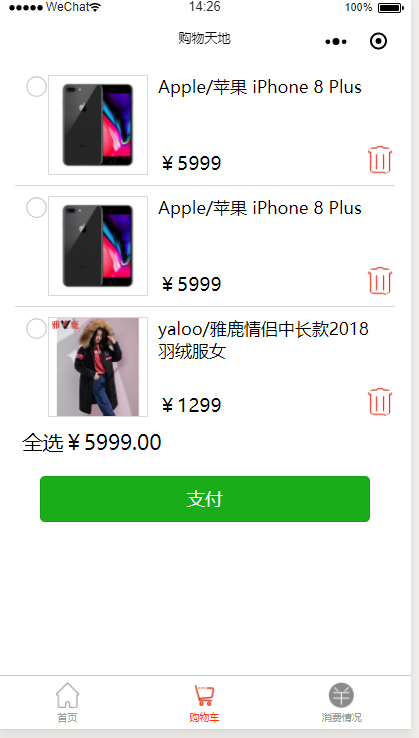 WeChat 14:26 100%
购物天地
Apple/苹果 iPhone 8 Plus
￥5999
Apple/苹果 iPhone 8 Plus
￥5999
雅鹿
yaloo/雅鹿情侣中长款2018
羽绒服女
￥1299
全选￥5999.00
支付
首页 购物车 消费情况